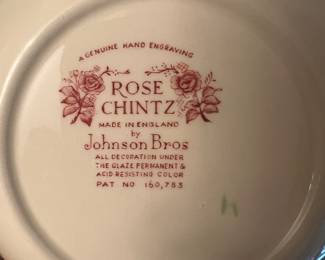 A GENUINE HAND ENGRAVING
ROSE
CHINTZ
MADE IN ENGLAND
by
Johnson Bros
ALL DECORATION UNDER
THE GLAZE PERMANENT &
ACID RESISTING COLOR
PAT NO 160,783